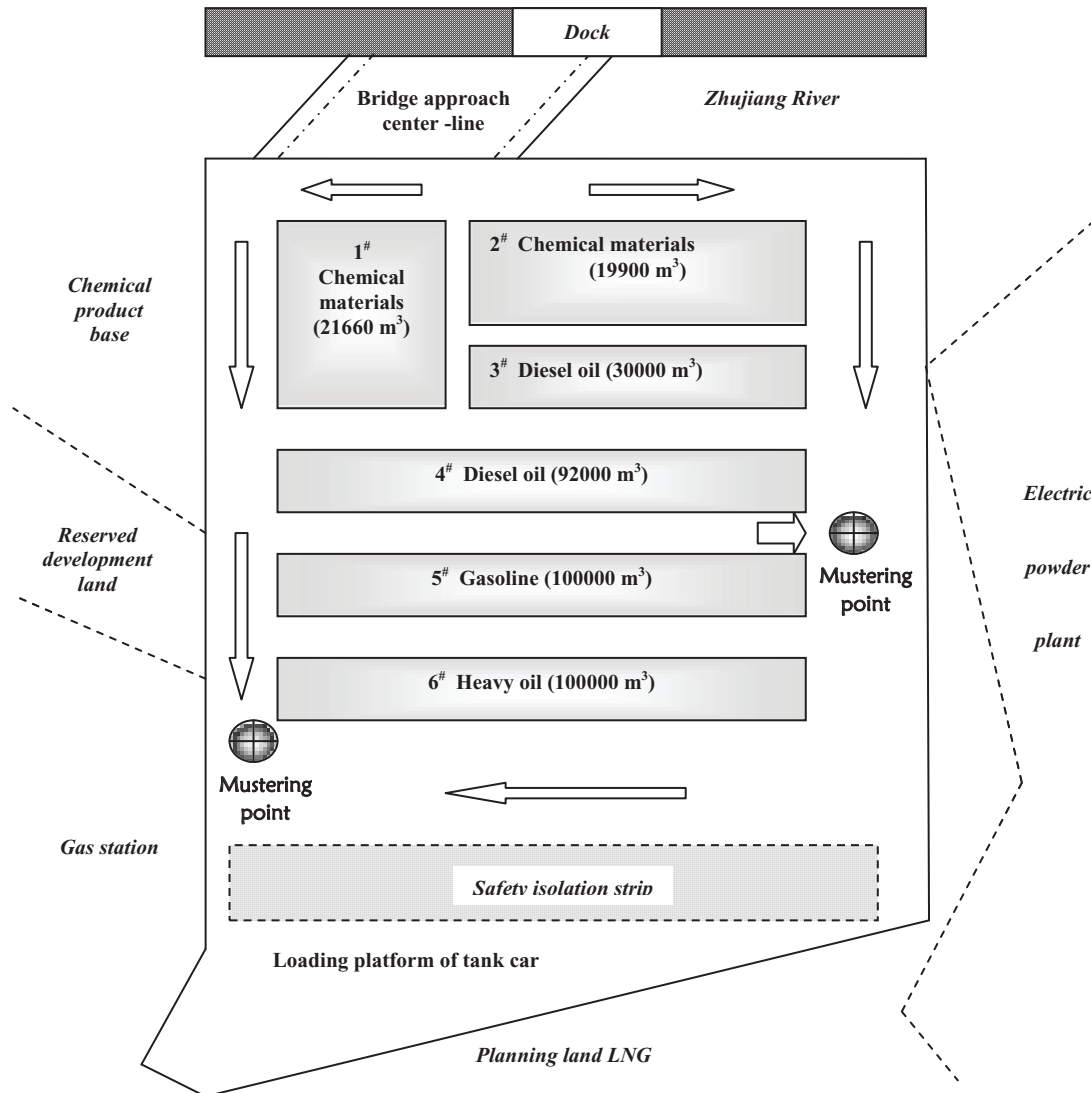 Dock
Bridge approach
center -line
Zhujiang River
1#
Chemical
materials
(21660 m3)
2# Chemical materials
(19900 m3)
3# Diesel oil (30000 m3)
Chemical
product
base
4# Diesel oil (92000 m3)
Reserved
development
land
5# Gasoline (100000 m3)
Mustering
point
Electric
powder
plant
6# Heavy oil (100000 m3)
Mustering
point
Gas station
Safety isolation strip
Loading platform of tank car
Planning land LNG